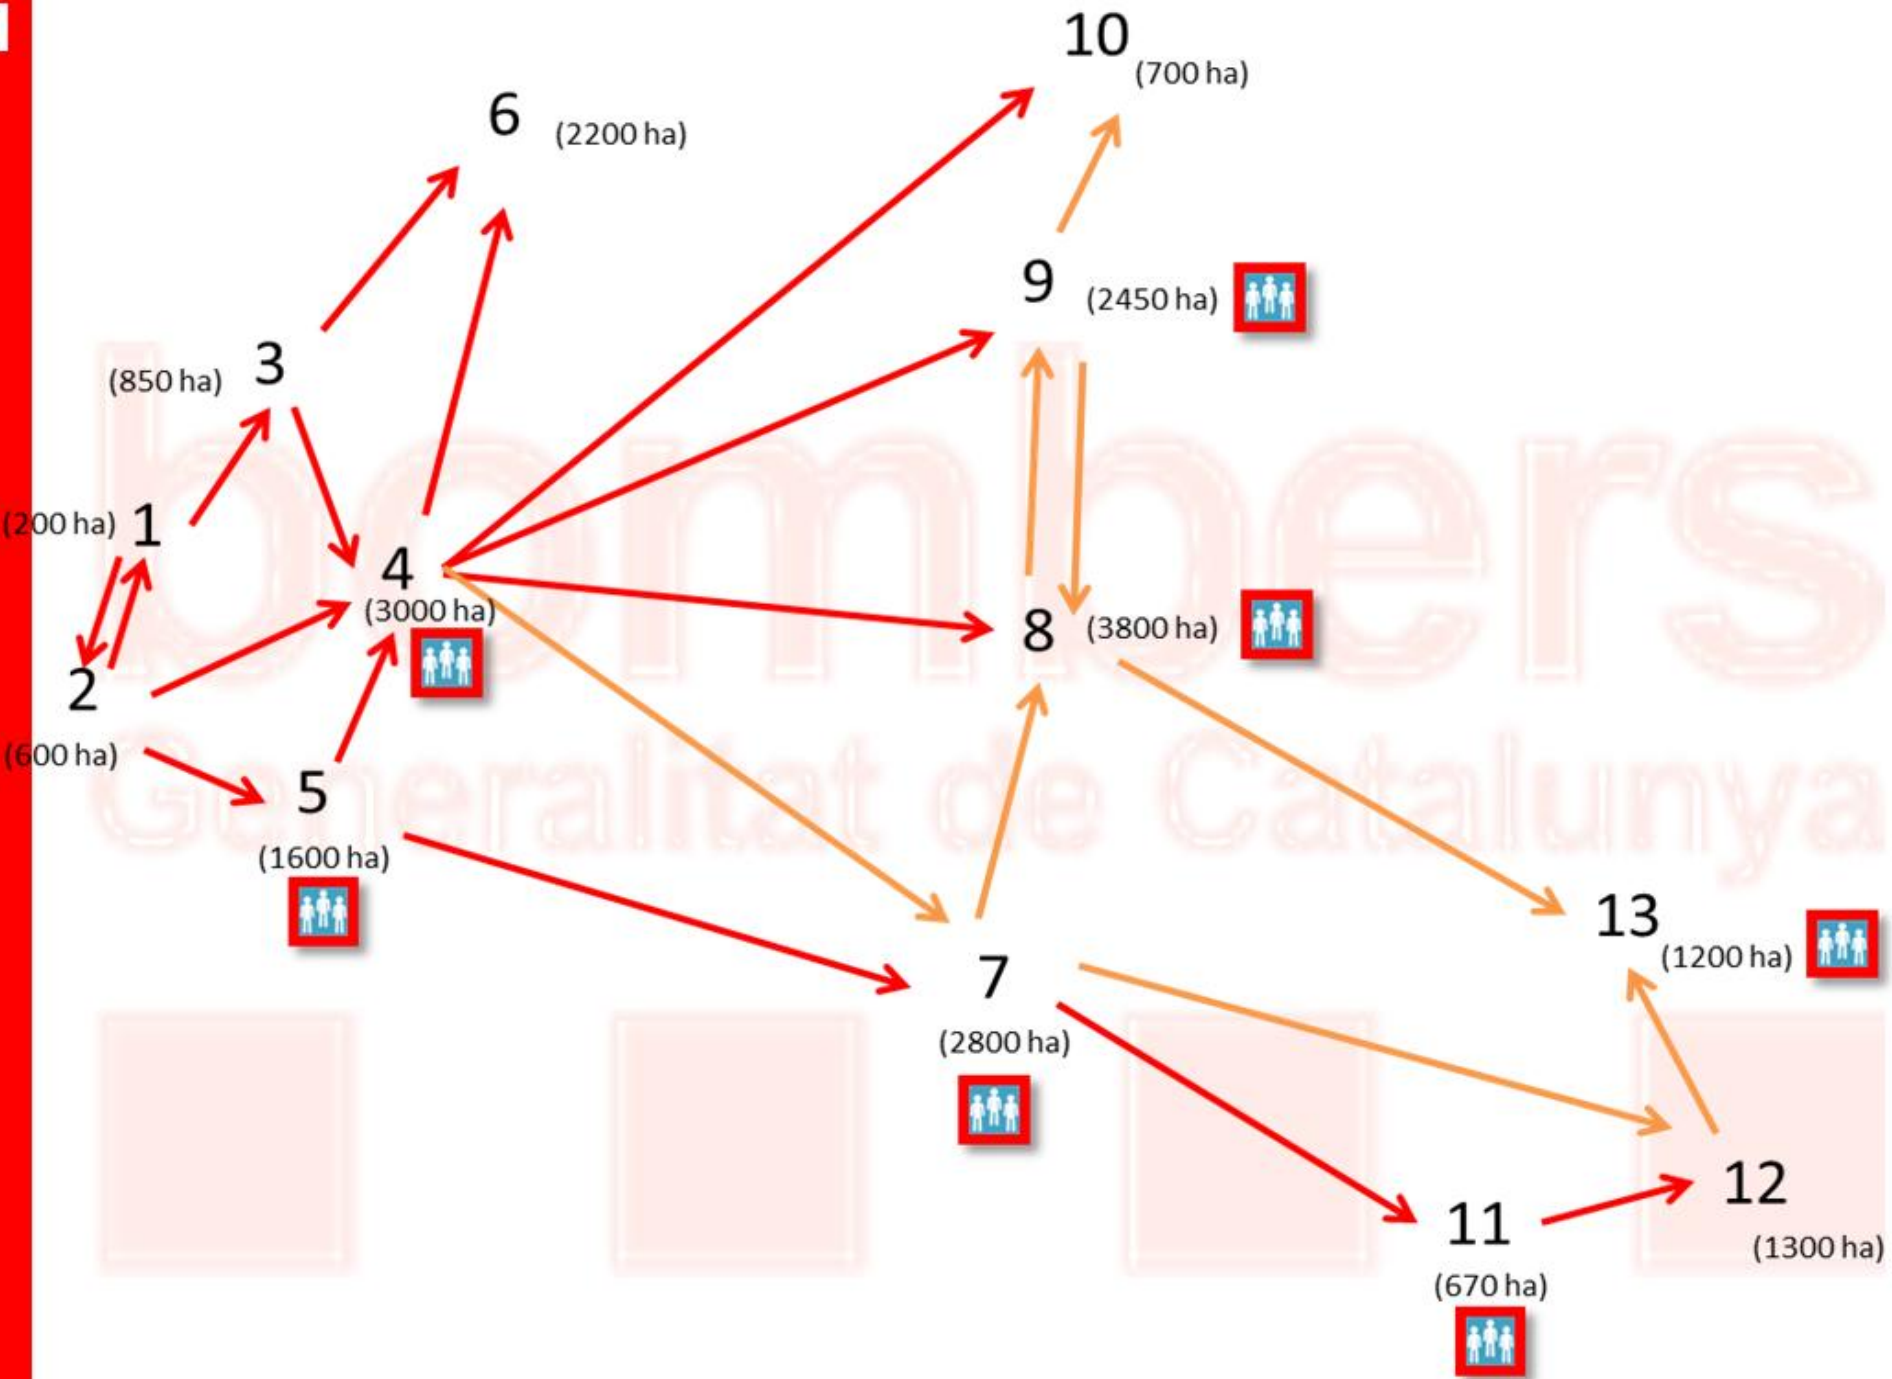 10
(700 ha)
6
(2200 ha)
9
(2450 ha)
3
(850 ha)
(200 ha)
1
4
(3000 ha)
8
(3800 ha)
2
(600 ha)
5
(1600 ha)
13
(1200 ha)
7
(2800 ha)
12
(1300 ha)
11
(670 ha)
bombers
Generalitat de Catalunya